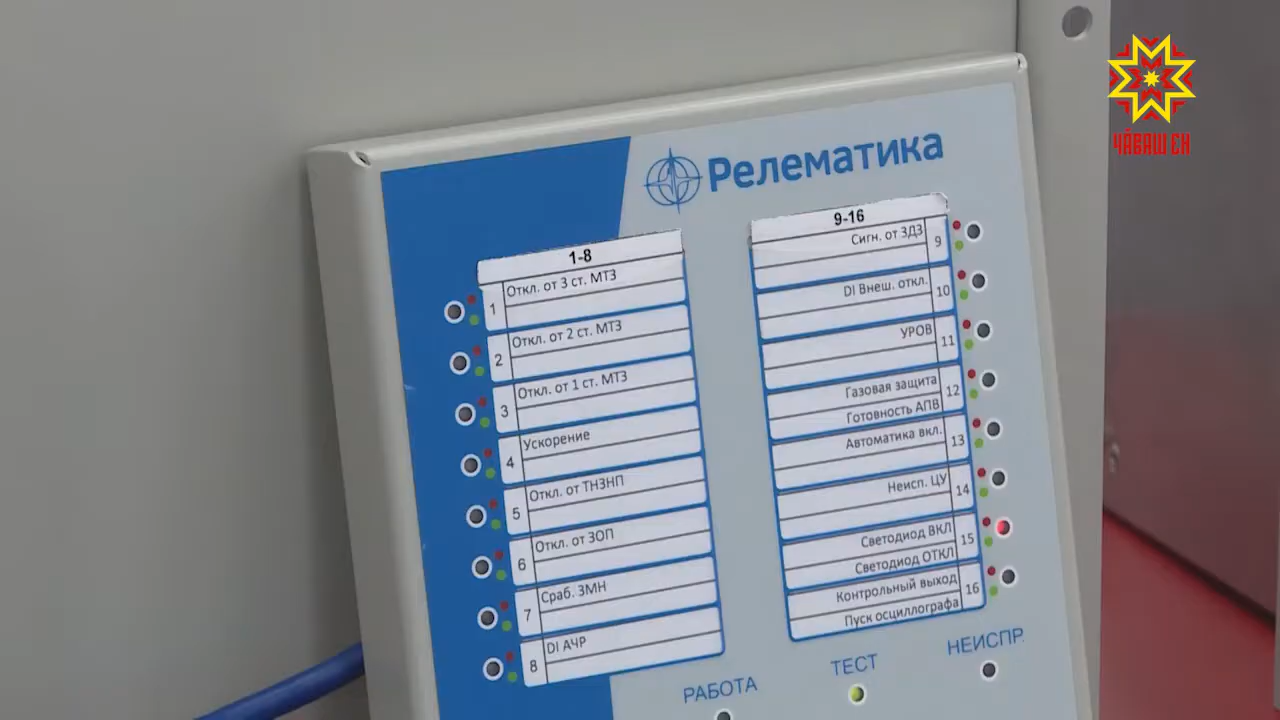 ЧӐВАШ ЕН
Релематика
1-8
1 Откл. от 3 ст. МТЗ
2 Откл. от 2 ст. МТЗ
3 Откл. от 1 ст. МТЗ
4 Ускорение
5 Откл. от ТНЗНП
6 Откл. от ЗОП
7 Сраб. ЗМН
8 DI АЧР
9-16
Сигн. от ЗДЗ 9
DI Внеш. откл. 10
УРОВ 11
Газовая защита 12
Готовность АПВ
Автоматика вкл. 13
Неисп. ЦУ 14
Светодиод ВКЛ 15
Светодиод ОТКЛ
Контрольный выход 16
Пуск осциллографа
РАБОТА
ТЕСТ
НЕИСПР.